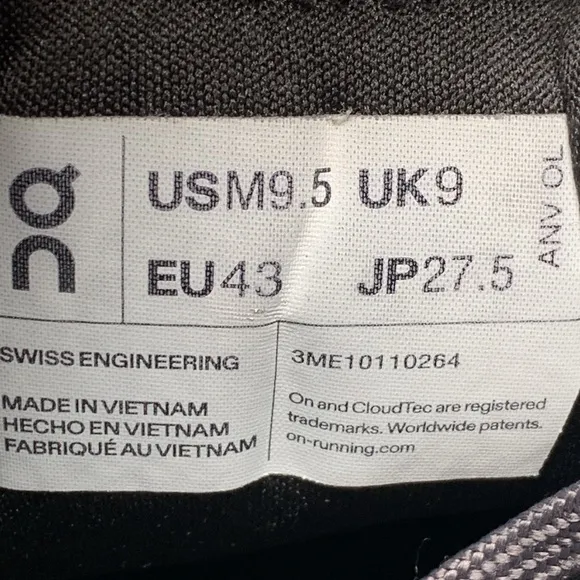 On
USM9.5 UK9
EU43 JP27.5
ANV OL
SWISS ENGINEERING
3ME10110264
MADE IN VIETNAM
HECHO EN VIETNAM
FABRIQUÉ AU VIETNAM
On and CloudTec are registered
trademarks. Worldwide patents.
on-running.com